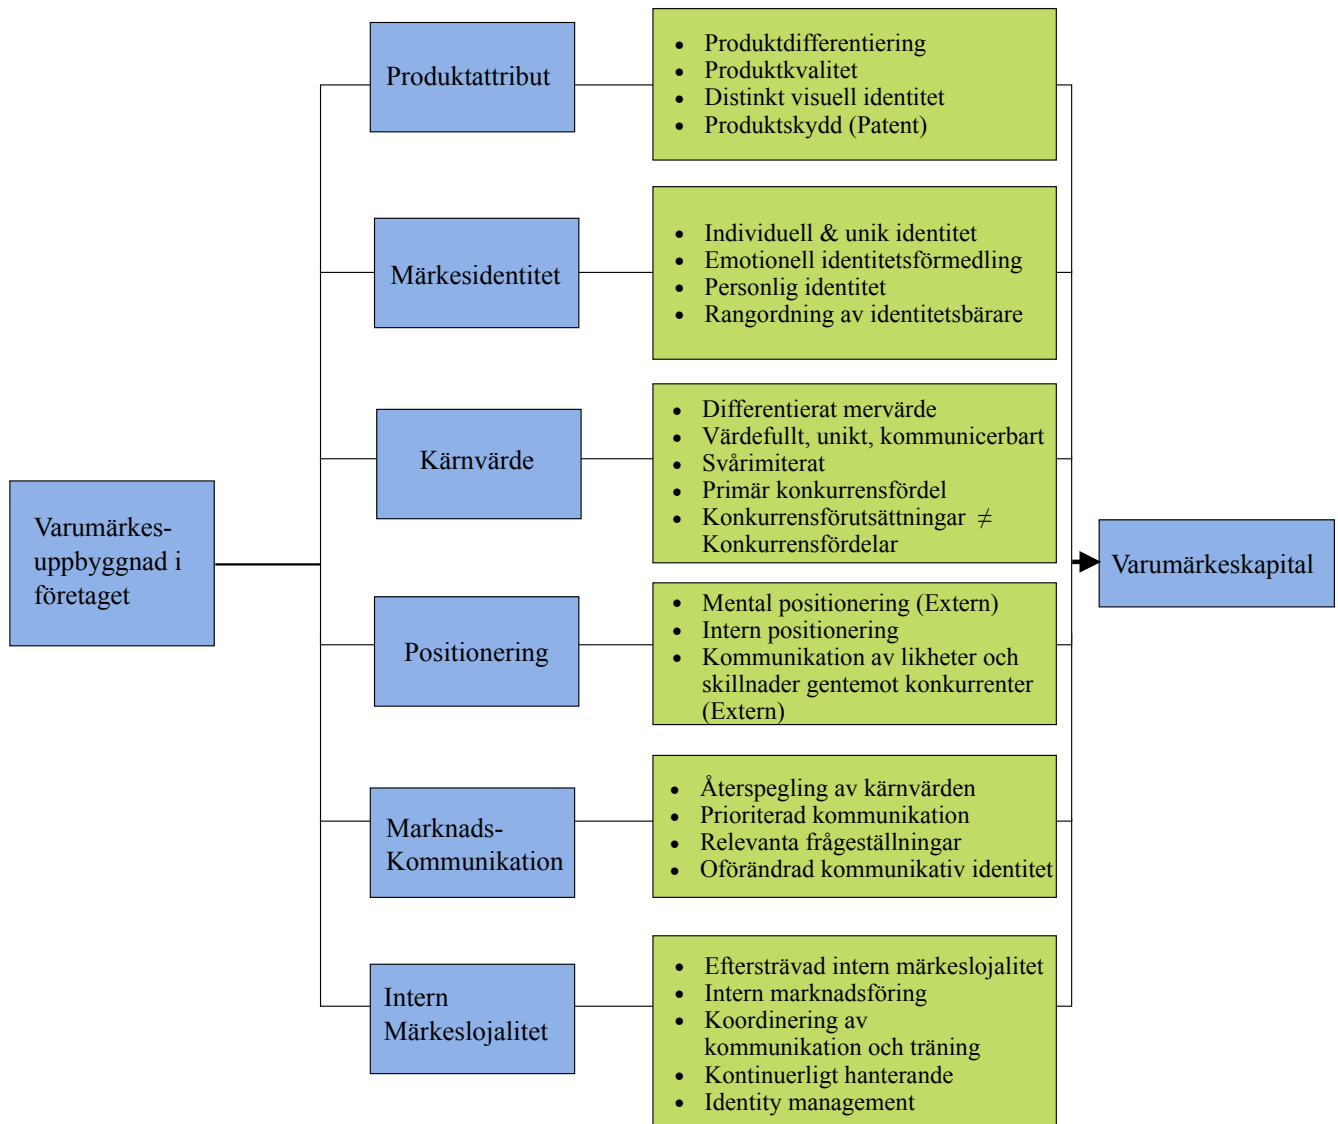 Varumärkes-
uppbyggnad i
företaget
Produktattribut
• Produktdifferentiering
• Produktkvalitet
• Distinkt visuell identitet
• Produktskydd (Patent)
Märkesidentitet
• Individuell & unik identitet
• Emotionell identitetsförmedling
• Personlig identitet
• Rangordning av identitetsbärare
Kärnvärde
• Differentierat mervärde
• Värdefullt, unikt, kommunicerbart
• Svårimiterat
• Primär konkurrensfördel
• Konkurrensförutsättningar ≠
Konkurrensfördelar
Positionering
• Mental positionering (Extern)
• Intern positionering
• Kommunikation av likheter och
skillnader gentemot konkurrenter
(Extern)
Marknads-
Kommunikation
• Återspegling av kärnvärden
• Prioriterad kommunikation
• Relevanta frågeställningar
• Oförändrad kommunikativ identitet
Intern
Märkeslojalitet
• Eftersträvad intern märkeslojalitet
• Intern marknadsföring
• Koordinering av
kommunikation och träning
• Kontinuerligt hanterande
• Identity management
Varumärkeskapital